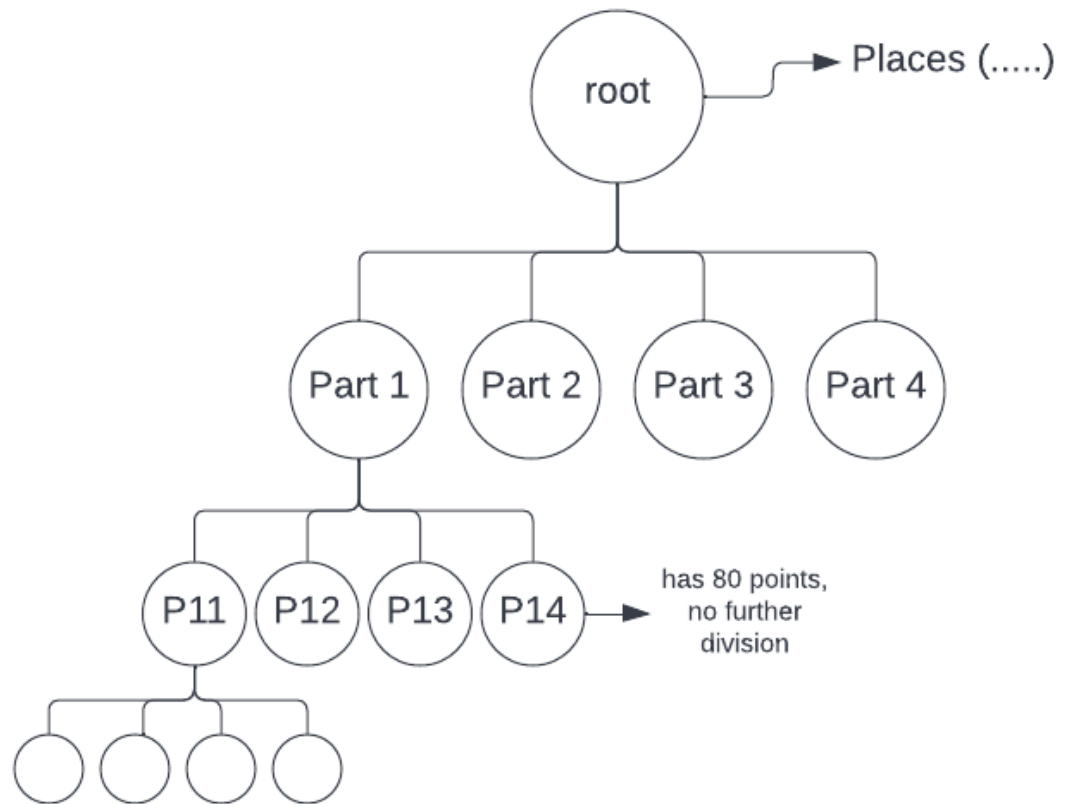 root
Places (.....)
Part 1
Part 2
Part 3
Part 4
P11
P12
P13
P14
has 80 points,
no further
division